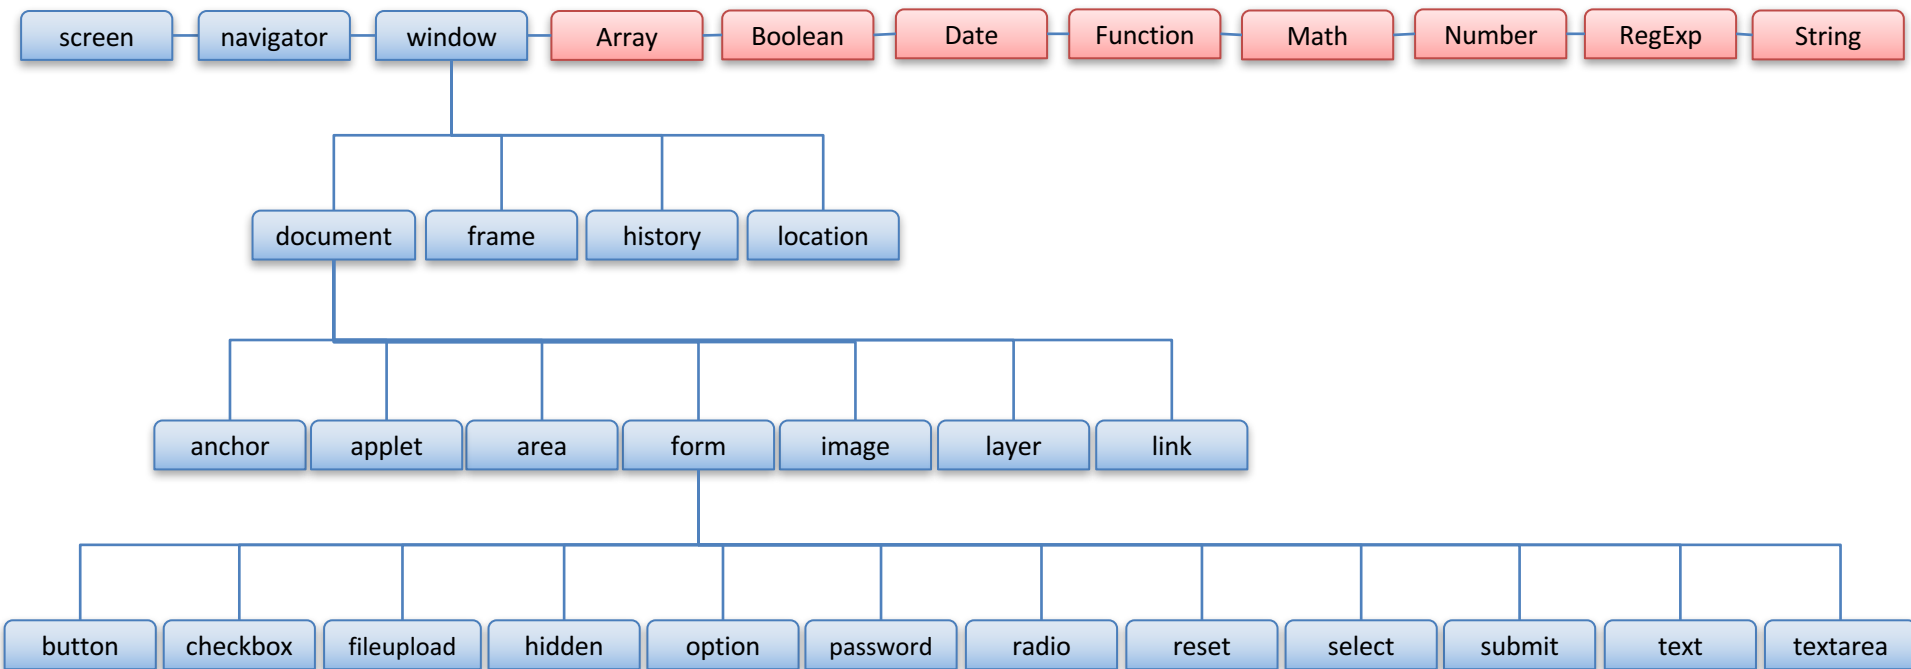 screen navigator window Array Boolean Date Function Math Number RegExp String
document frame history location
anchor applet area form image layer link
button checkbox fileupload hidden option password radio reset select submit text textarea